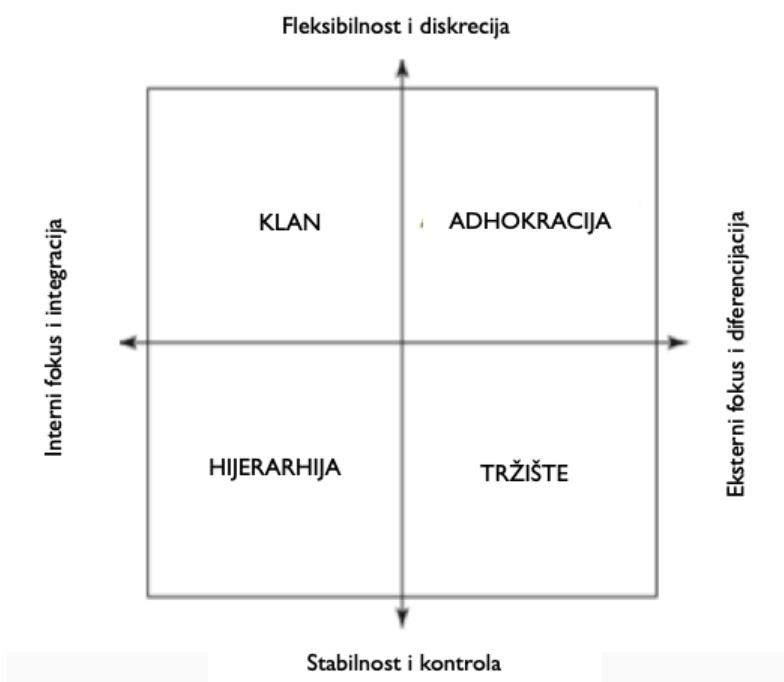 Fleksibilnost i diskrecija
KLAN
ADHOKRACIJA
Interni fokus i integracija
Eksterni fokus i diferencijacija
HIJERARHIJA
TRŽIŠTE
Stabilnost i kontrola